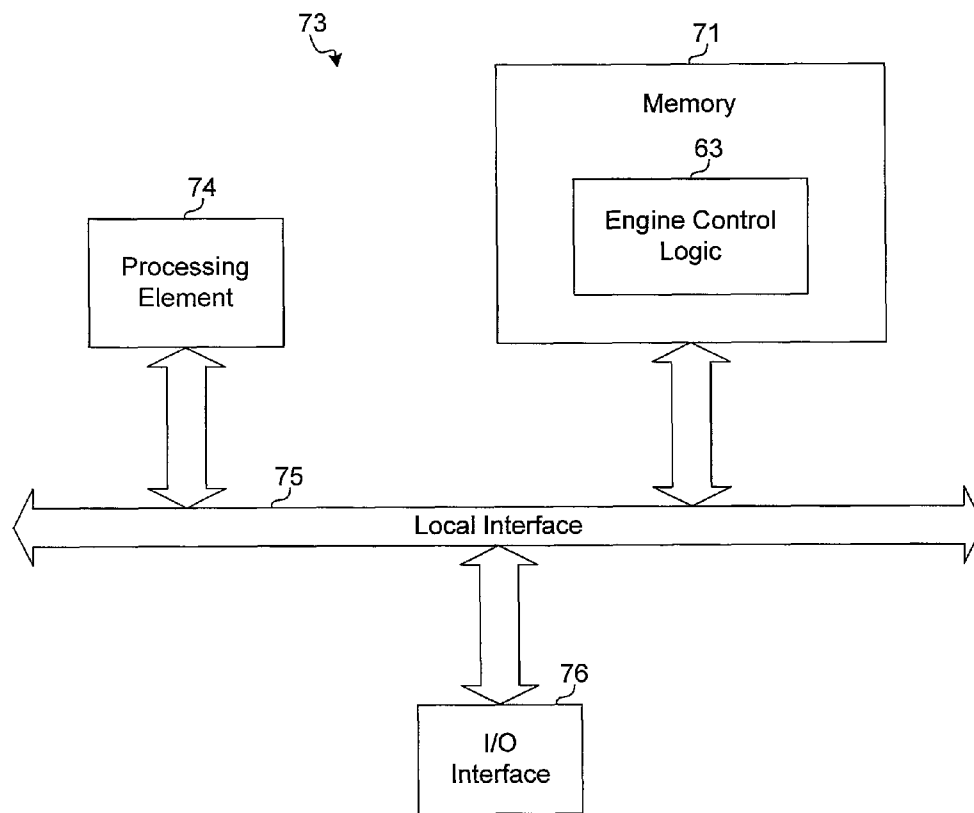 73
71
Memory
63
Engine Control
Logic
74
Processing
Element
75
Local Interface
76
I/O
Interface